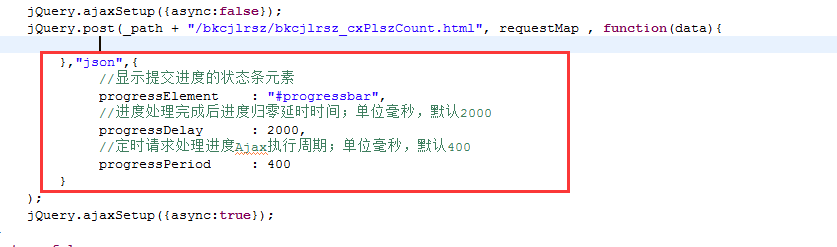 jQuery.ajaxSetup({async:false});
jQuery.post(_path + "/bkcjlrsz/bkcjlrsz_cxPlszCount.html", requestMap , function(data){
},"json",{
//显示提交进度的状态条元素
progressElement : "#progressbar",
//进度处理完成后进度归零延时时间；单位毫秒，默认2000
progressDelay : 2000,
//定时请求处理进度Ajax执行周期；单位毫秒，默认400
progressPeriod : 400
}
);
jQuery.ajaxSetup({async:true});